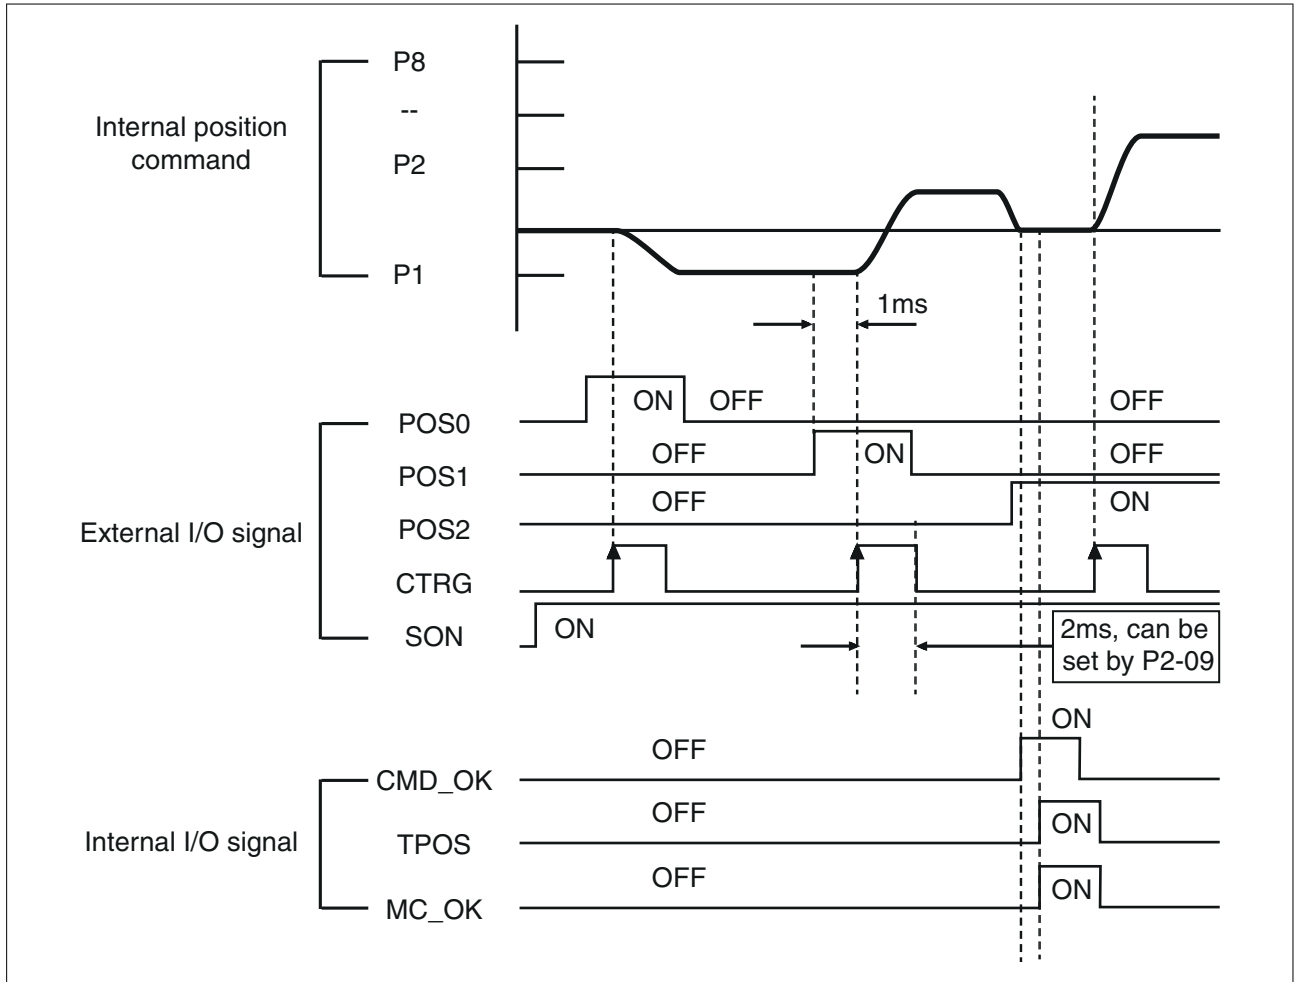 P8
--
Internal position
command
P2
P1
1ms
ON OFF OFF
POS0
OFF ON OFF
POS1
OFF ON
POS2
External I/O signal
CTRG
ON
SON
2ms, can be
set by P2-09
ON
OFF
CMD_OK
OFF ON
Internal I/O signal
TPOS
OFF ON
MC_OK